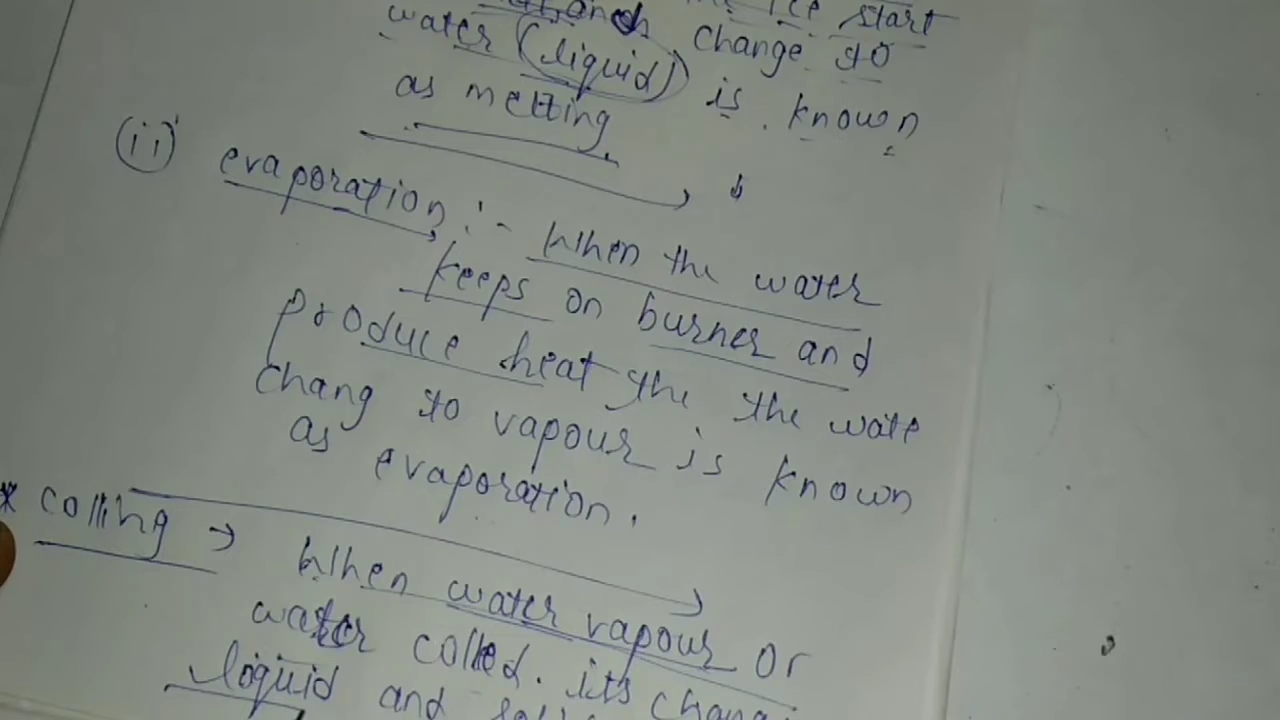 the ice start
water (liquid) change to
as meltting is known
(ii) evaporation :- When the water
keeps on burner and
produce heat the the wate
chang to vapour is known
as evaporation.
* colling → When water vapour or
water colled. its chang
liquid and